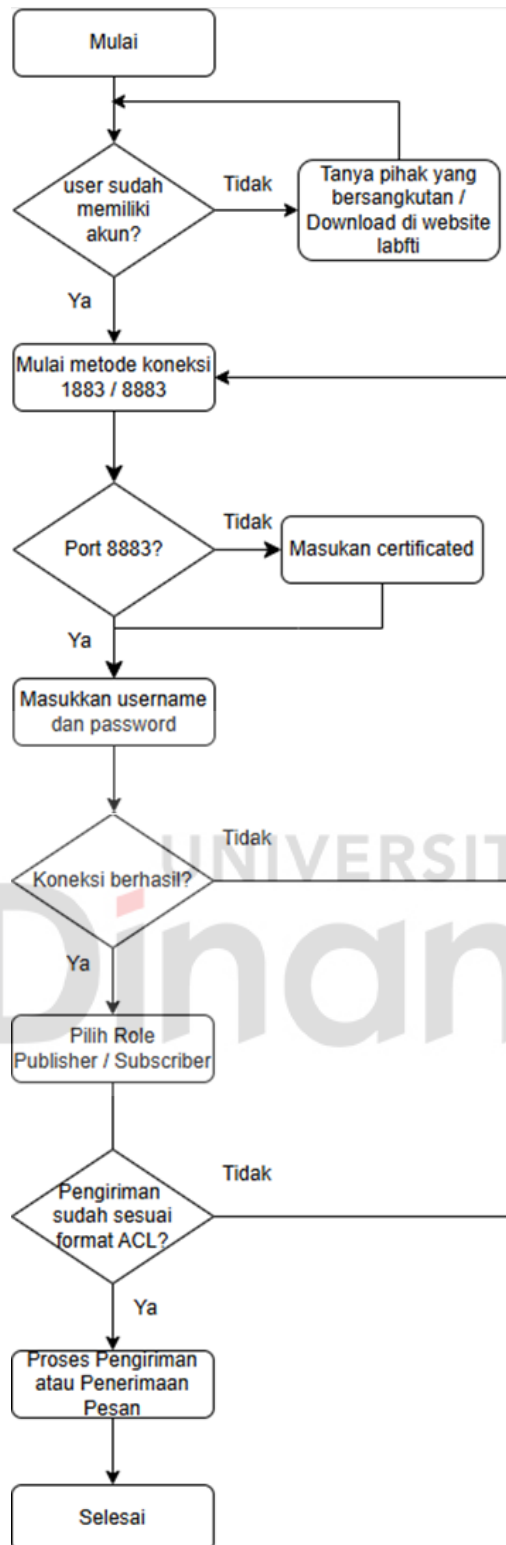 Mulai
user sudah
memiliki
akun?
Tidak
Tanya pihak yang
bersangkutan /
Download di website
labfti
Ya
Mulai metode koneksi
1883 / 8883
Port 8883?
Tidak
Masukan certificated
Ya
Masukkan username
dan password
UNIVERSIT
Dinan
Koneksi berhasil?
Tidak
Ya
Pilih Role
Publisher / Subscriber
Pengiriman
sudah sesuai
format ACL?
Tidak
Ya
Proses Pengiriman
atau Penerimaan
Pesan
Selesai